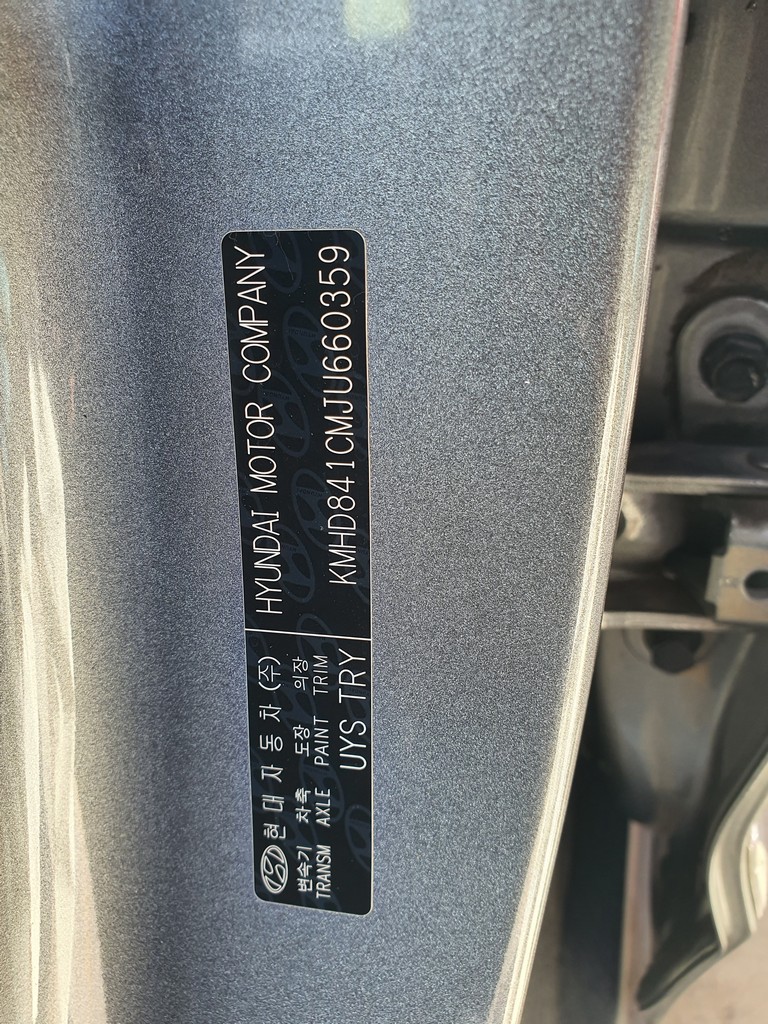 현대자동차(주) HYUNDAI MOTOR COMPANY
변속기 차축 도장 의장
TRANSM AXLE PAINT TRIM
UYS TRY KMHD841CMJU660359